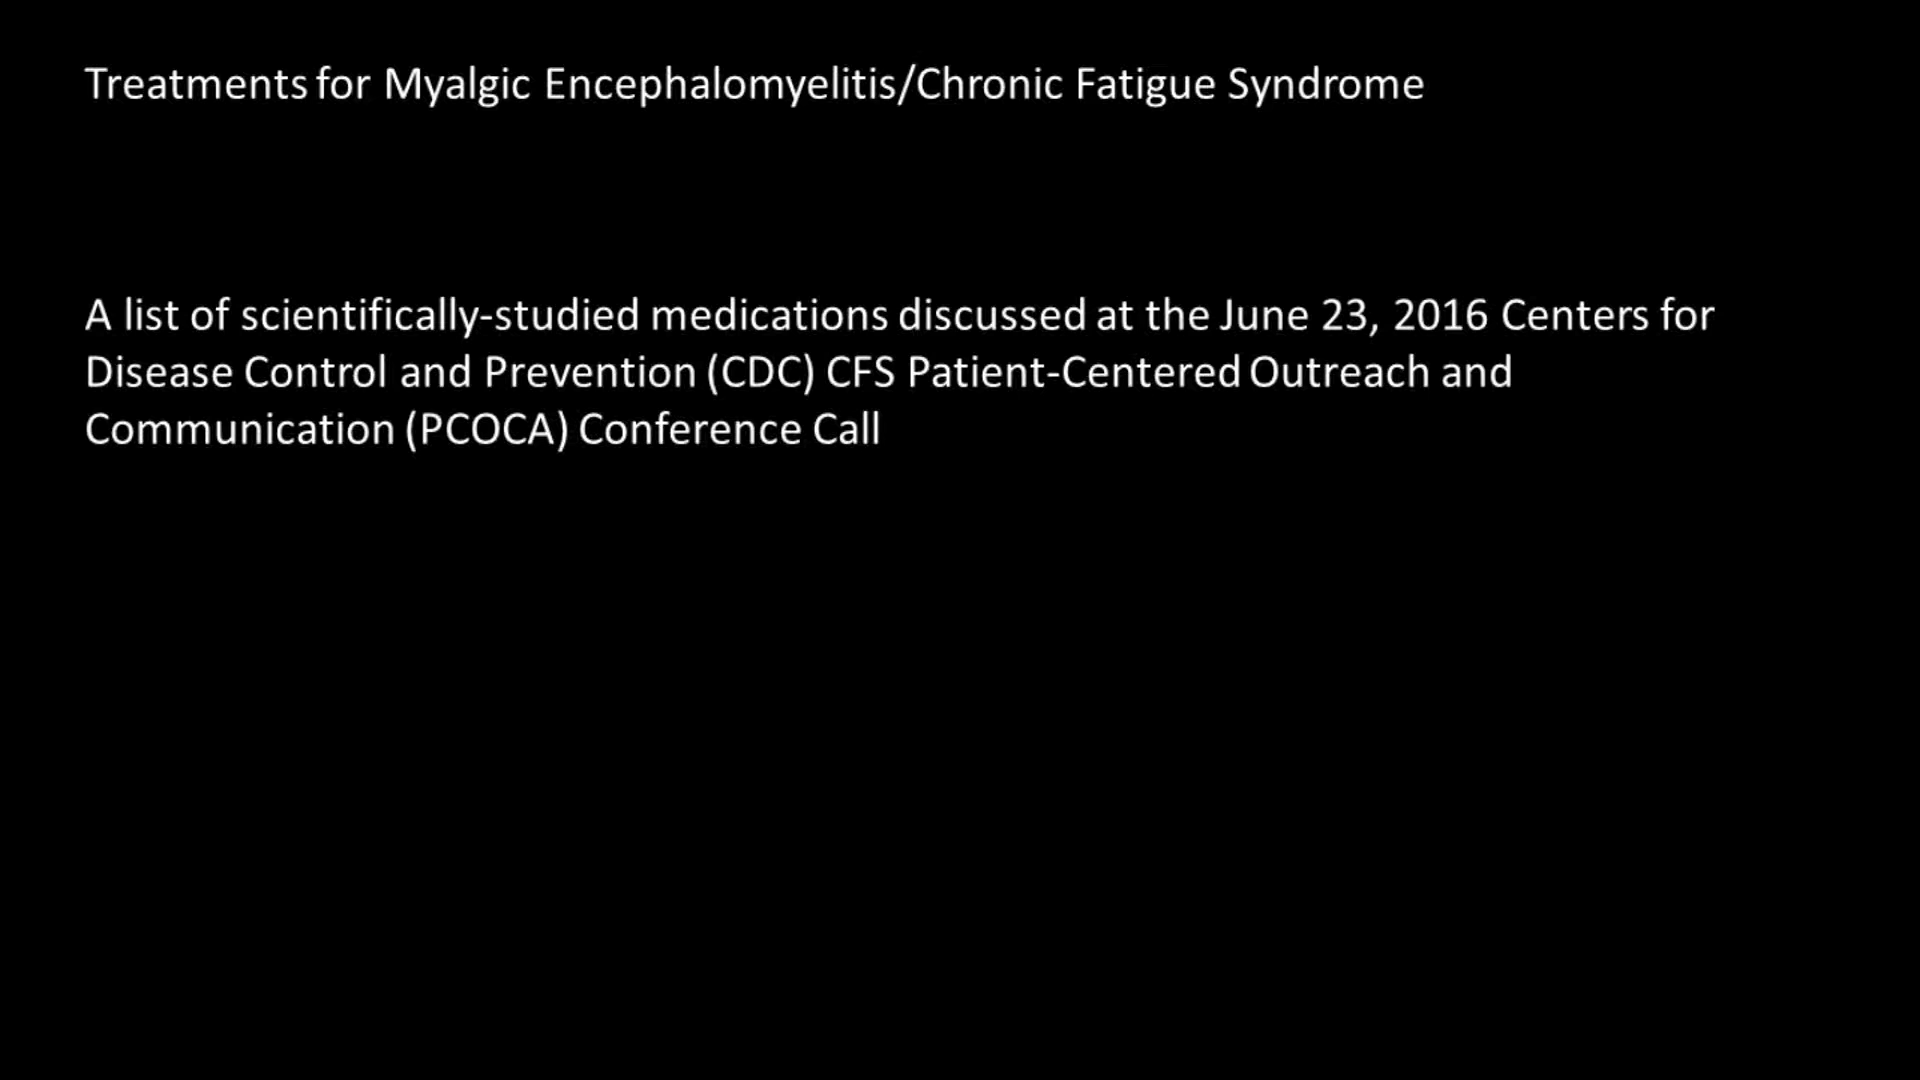 Treatments for Myalgic Encephalomyelitis/Chronic Fatigue Syndrome
A list of scientifically-studied medications discussed at the June 23, 2016 Centers for
Disease Control and Prevention (CDC) CFS Patient-Centered Outreach and
Communication (PCOCA) Conference Call